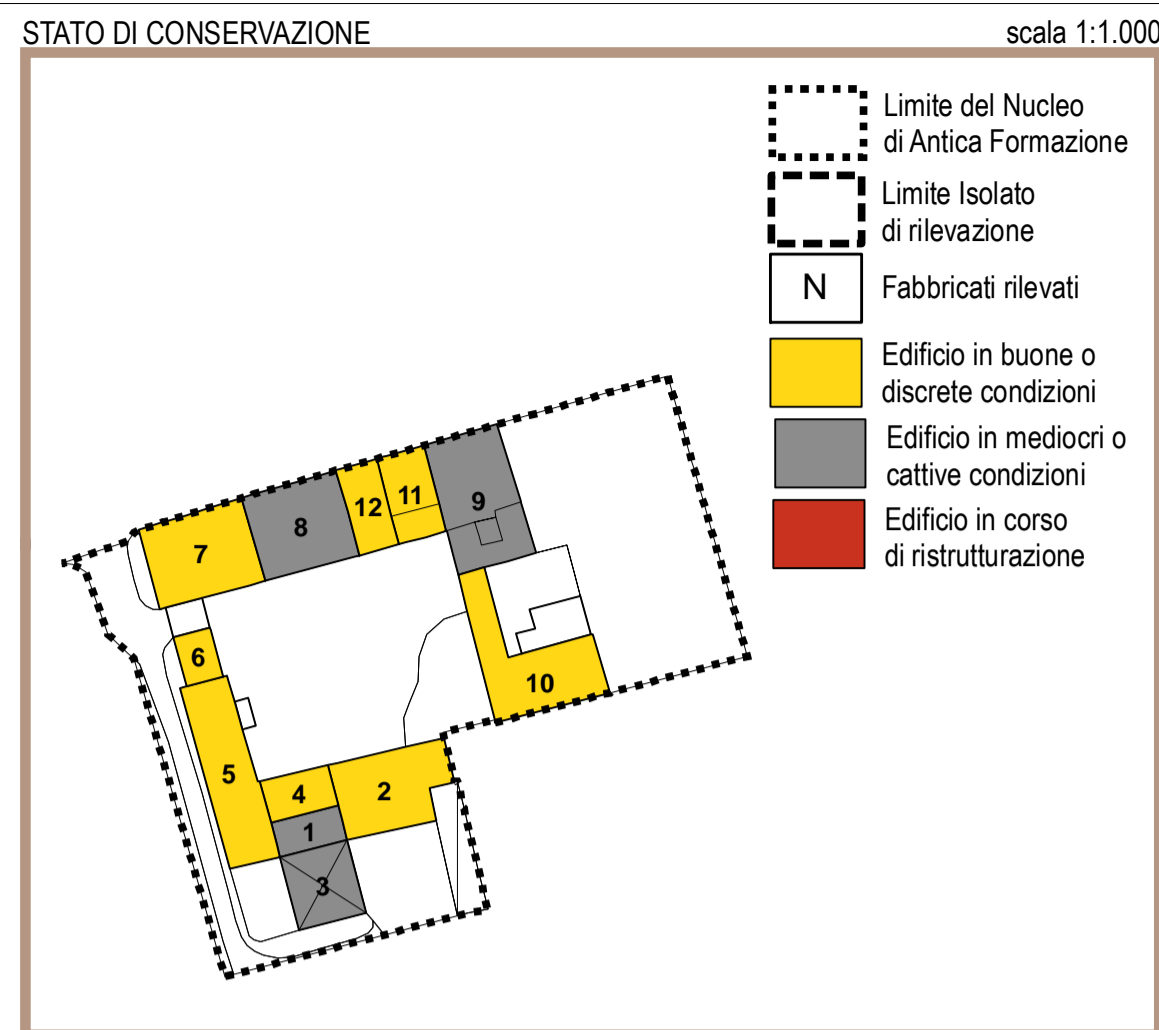 STATO DI CONSERVAZIONE scala 1:1.000
Limite del Nucleo
di Antica Formazione
Limite Isolato
di rilevazione
N Fabbricati rilevati
Edificio in buone o
discrete condizioni
Edificio in mediocri o
cattive condizioni
Edificio in corso
di ristrutturazione
7
8
12
11
9
6
10
5
4
2
1
3